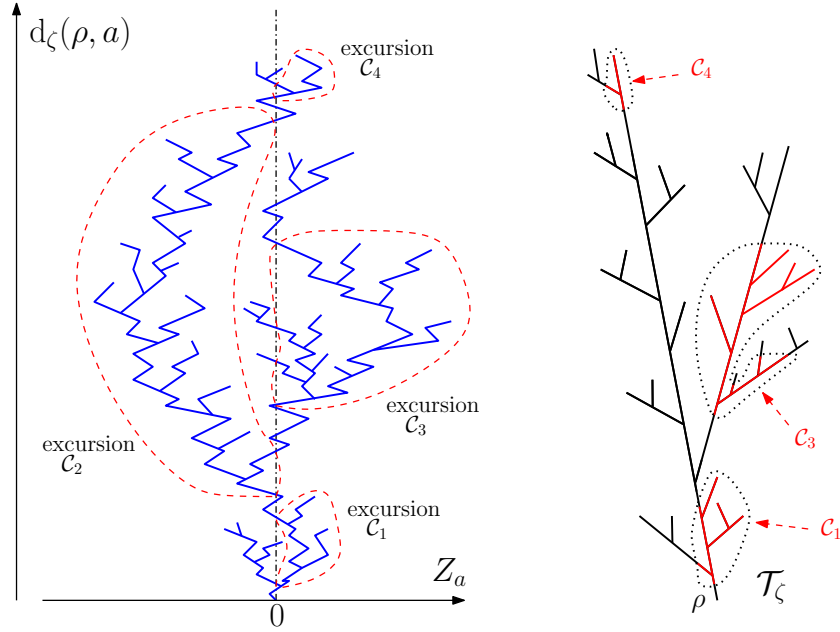 d_ζ(ρ, a)
excursion
𝒞₄
excursion
𝒞₂
excursion
𝒞₃
excursion
𝒞₁
Z_a
0
𝒞₄
𝒞₃
𝒞₁
ρ
𝒯_ζ